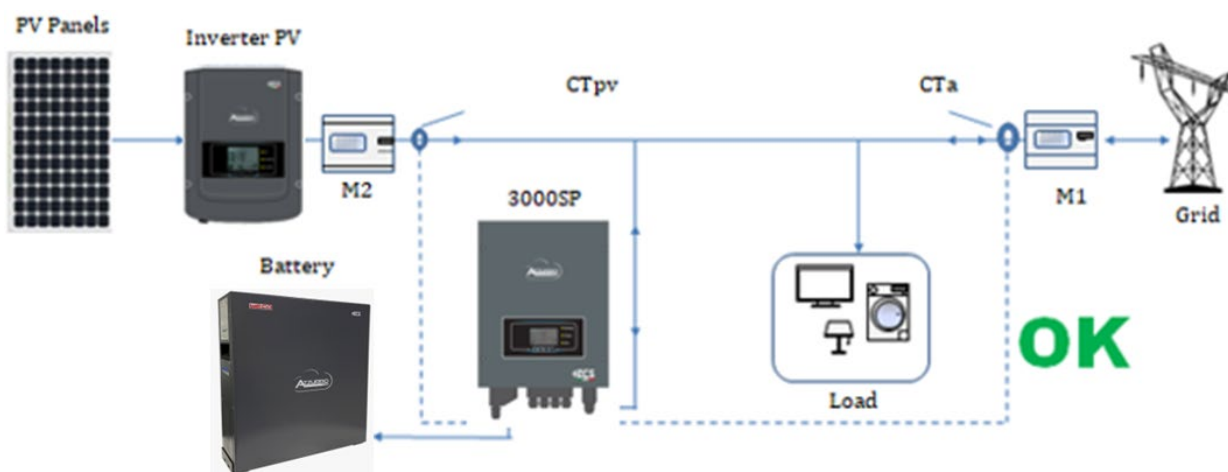 PV Panels
Inverter PV
CTpv
CTa
M2
M1
3000SP
Grid
Battery
Load
OK